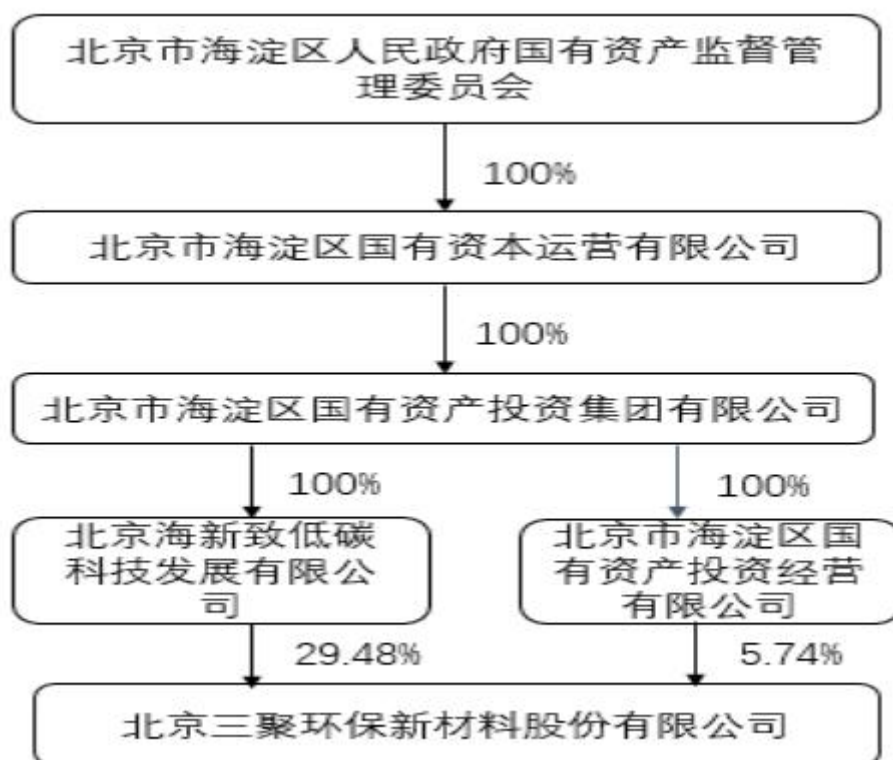 北京市海淀区人民政府国有资产监督管
理委员会
100%
北京市海淀区国有资本运营有限公司
100%
北京市海淀区国有资产投资集团有限公司
100%
100%
北京海新致低碳
科技发展有限公
司
北京市海淀区国
有资产投资经营
有限公司
29.48%
5.74%
北京三聚环保新材料股份有限公司